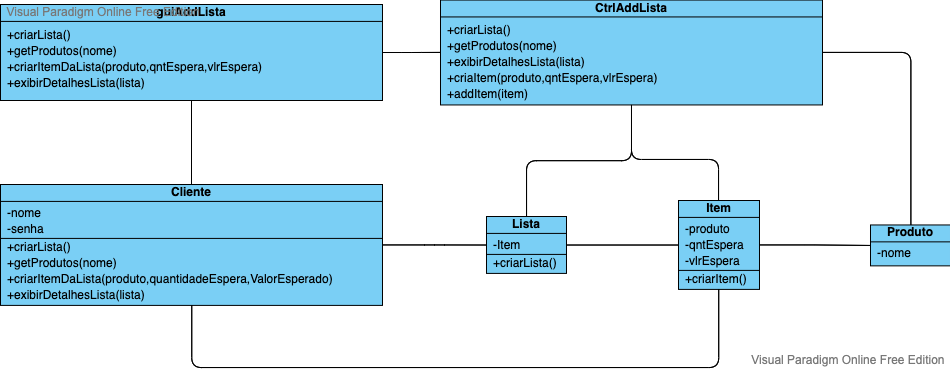 Visual Paradigm Online Free Edition
guiAddLista
+criarLista()
+getProdutos(nome)
+criarItemDaLista(produto,qntEspera,vlrEspera)
+exibirDetalhesLista(lista)
CtrlAddLista
+criarLista()
+getProdutos(nome)
+exibirDetalhesLista(lista)
+criaItem(produto,qntEspera,vlrEspera)
+addItem(item)
Cliente
-nome
-senha
+criarLista()
+getProdutos(nome)
+criarItemDaLista(produto,quantidadeEspera,ValorEsperado)
+exibirDetalhesLista(lista)
Lista
-Item
+criarLista()
Item
-produto
-qntEspera
-vlrEspera
+criarItem()
Produto
-nome
Visual Paradigm Online Free Edition